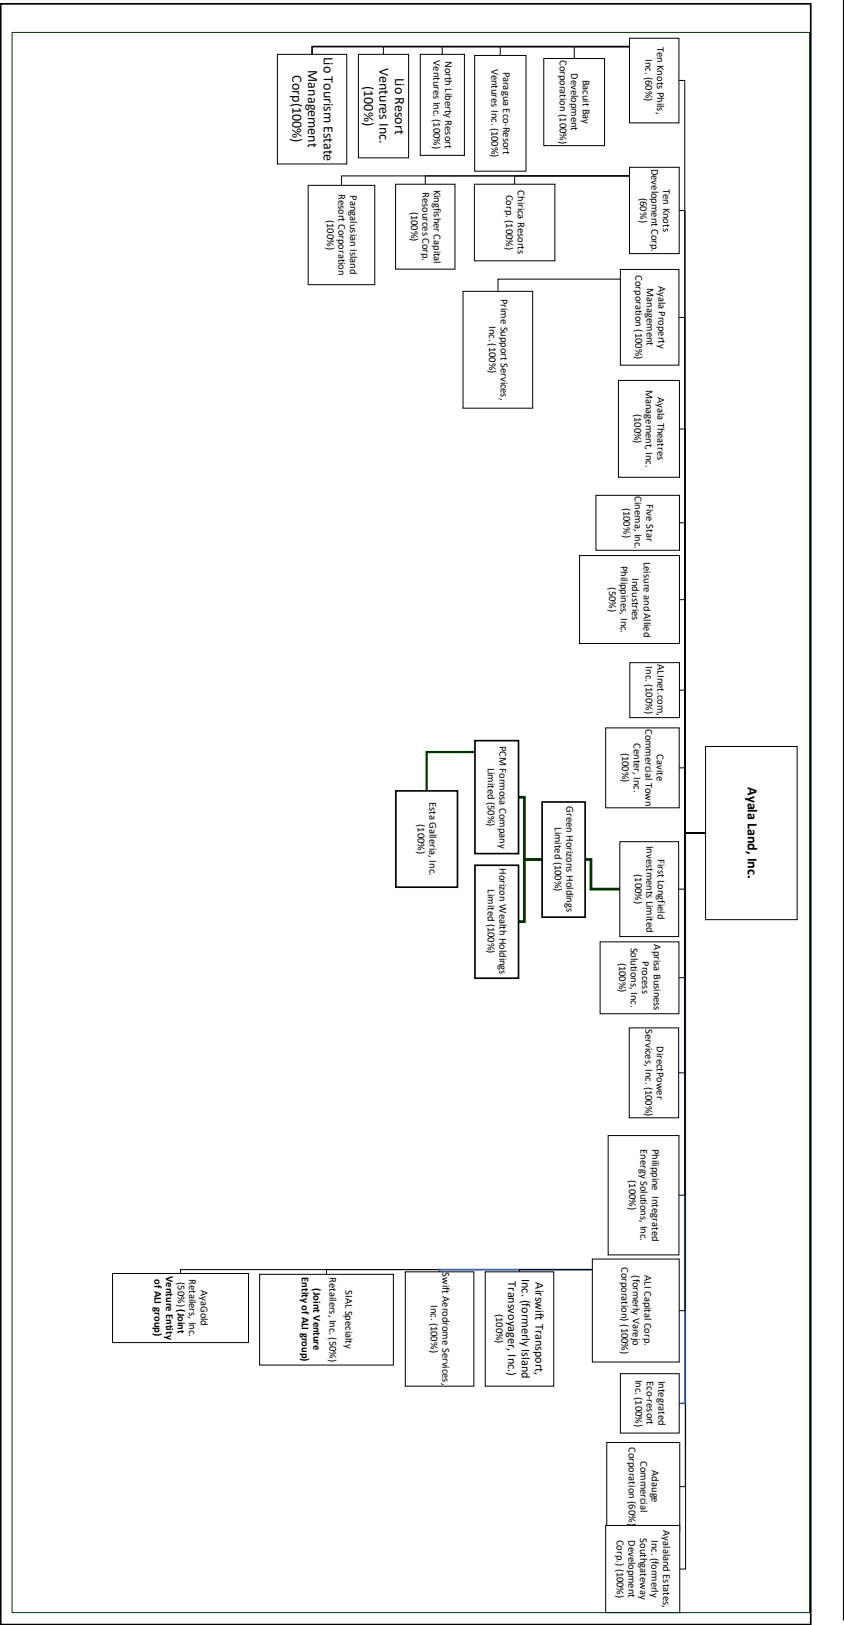 Ayala Land, Inc.
Ten Knots Phils,
Inc. (60%)
Bacuit Bay
Development
Corporation (100%)
Paragua Eco-Resort
Ventures Inc. (100%)
North Liberty Resort
Ventures Inc. (100%)
Lio Resort
Ventures Inc.
(100%)
Lio Tourism Estate
Management
Corp(100%)
Ten Knots
Development Corp.
(60%)
Chirica Resorts
Corp. (100%)
Kingfisher Capital
Resources Corp.
(100%)
Pangalusian Island
Resort Corporation
(100%)
Ayala Property
Management
Corporation (100%)
Prime Support Services,
Inc. (100%)
Ayala Theatres
Management, Inc.
(100%)
Five Star
Cinema, Inc.
(100%)
Leisure and Allied
Industries
Philippines, Inc.
(50%)
ALInet.com,
Inc. (100%)
Cavite
Commercial Town
Center, Inc.
(100%)
First Longfield
Investments Limited
(100%)
Green Horizons Holdings
Limited (100%)
PCM Formosa Company
Limited (50%)
Horizon Wealth Holdings
Limited (100%)
Esta Galleria, Inc.
(100%)
Aprisa Business
Process
Solutions, Inc.
(100%)
DirectPower
Services, Inc. (100%)
Philippine Integrated
Energy Solutions, Inc.
(100%)
ALI Capital Corp.
(formerly Varejo
Corporation) (100%)
Airswift Transport,
Inc. (formerly Island
Transvoyager, Inc.)
(100%)
Swift Aerodrome Services,
Inc. (100%)
SIAL Specialty
Retailers, Inc. (50%)
(Joint Venture
Entity of ALI group)
AyaGold
Retailers, Inc.
(50%) (Joint
Venture Entity
of ALI group)
Integrated
Eco-resort
Inc. (100%)
Adauge
Commercial
Corporation (60%)
Ayalaland Estates,
Inc. (formerly
Southgateway
Development
Corp.) (100%)